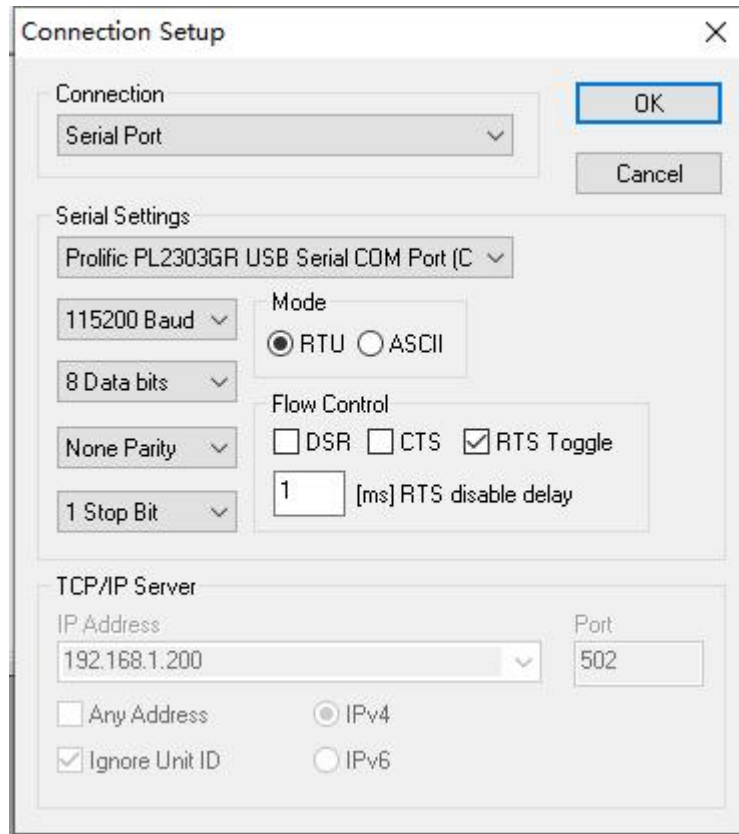 Connection Setup
Connection
OK
Serial Port
Cancel
Serial Settings
Prolific PL2303GR USB Serial COM Port (C
Mode
115200 Baud
RTU ASCII
8 Data bits
Flow Control
DSR CTS RTS Toggle
None Parity
1 [ms] RTS disable delay
1 Stop Bit
TCP/IP Server
IP Address Port
192.168.1.200 502
Any Address IPv4
Ignore Unit ID IPv6